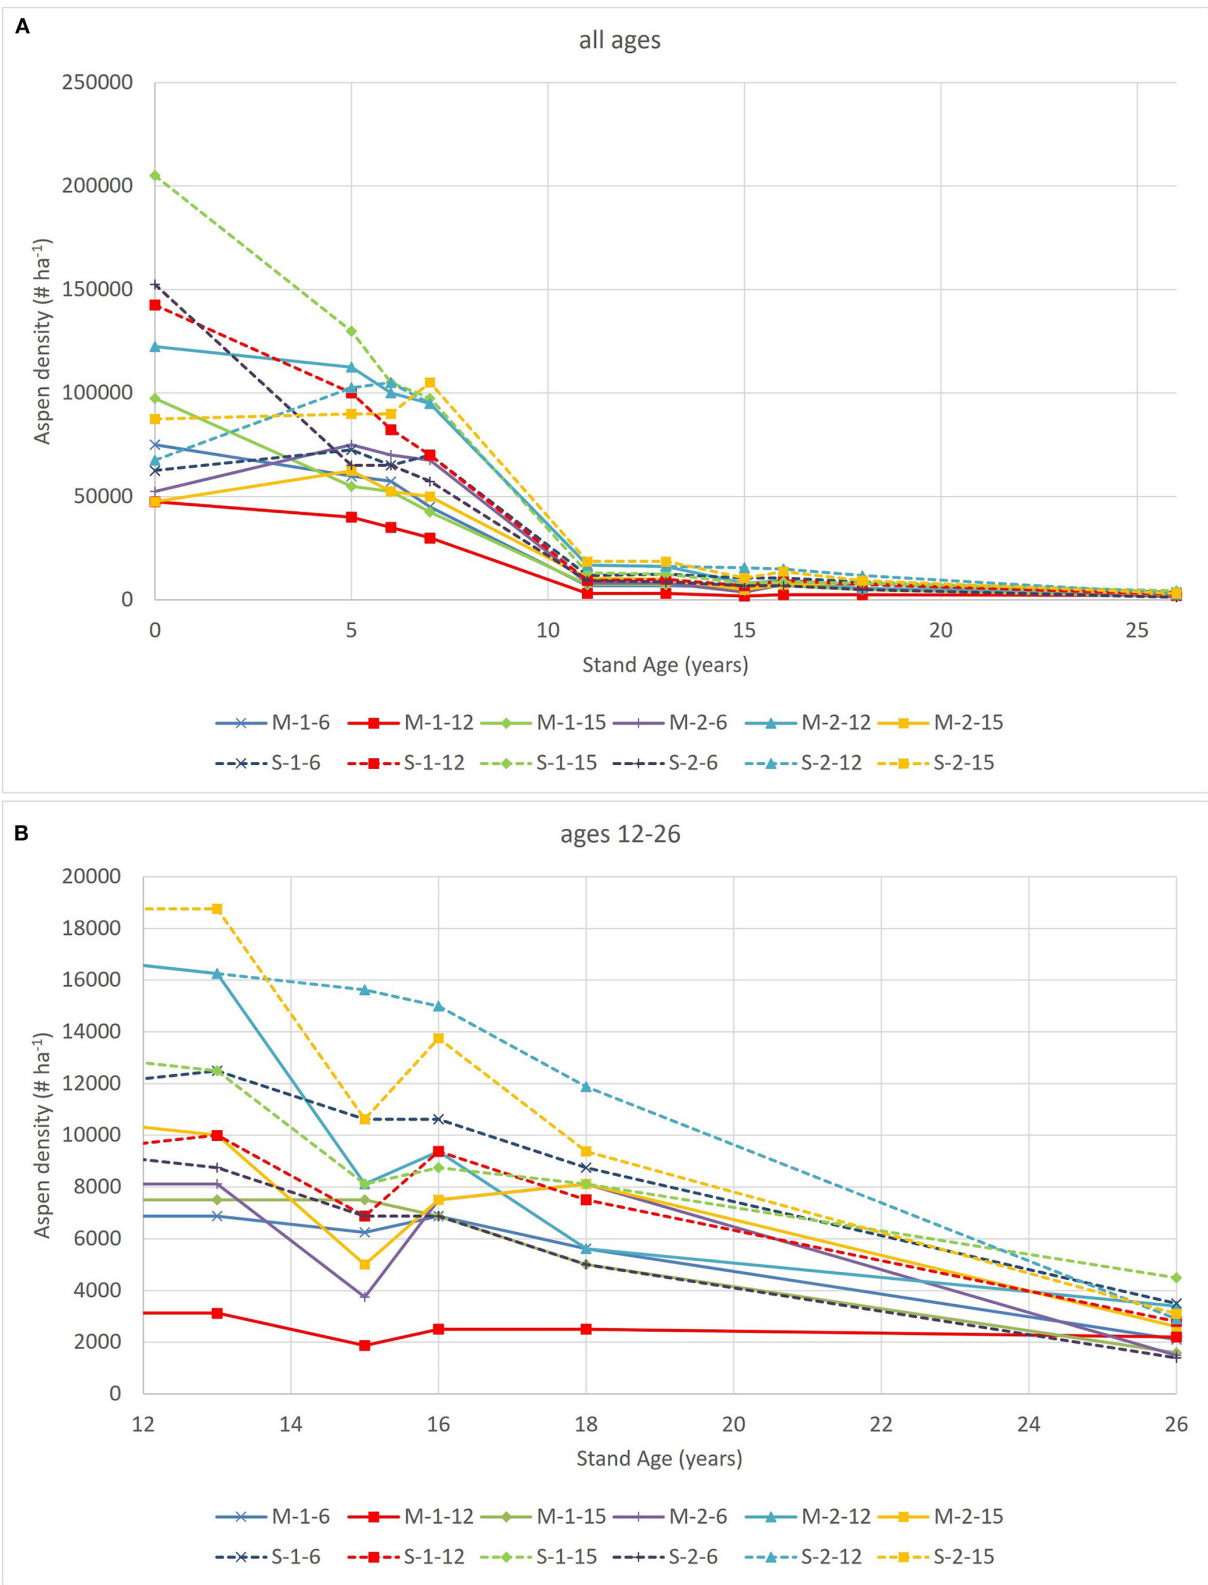 A
all ages
250000
200000
150000
100000
50000
0
Aspen density (# ha⁻¹)
0 5 10 15 20 25
Stand Age (years)
M-1-6 M-1-12 M-1-15 M-2-6 M-2-12 M-2-15
S-1-6 S-1-12 S-1-15 S-2-6 S-2-12 S-2-15
B
ages 12-26
20000
18000
16000
14000
12000
10000
8000
6000
4000
2000
0
Aspen density (# ha⁻¹)
12 14 16 18 20 22 24 26
Stand Age (years)
M-1-6 M-1-12 M-1-15 M-2-6 M-2-12 M-2-15
S-1-6 S-1-12 S-1-15 S-2-6 S-2-12 S-2-15